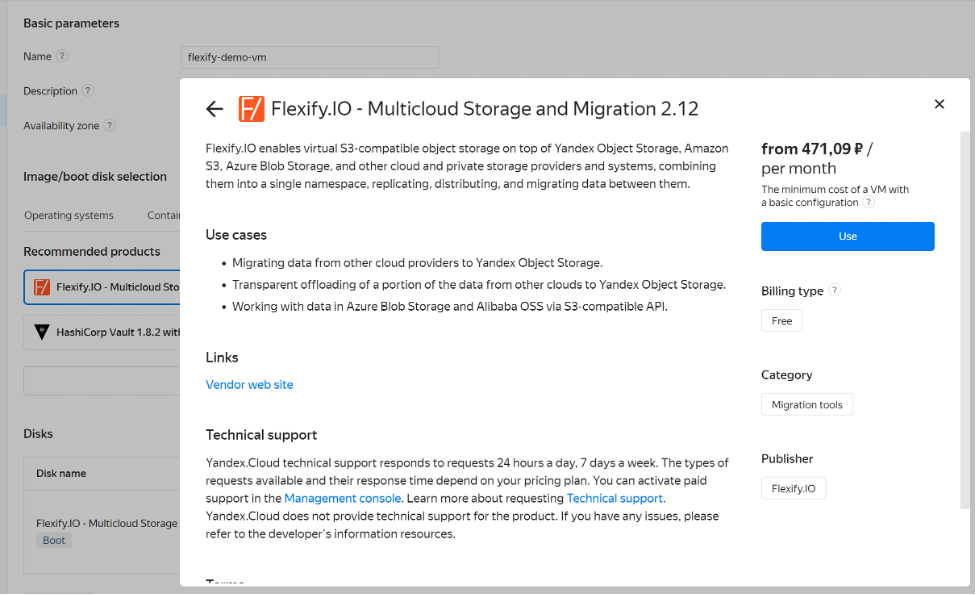 Basic parameters
Name ?
flexify-demo-vm
Description ?
Availability zone ?
Image/boot disk selection
Operating systems
Recommended products
Flexify.IO - Multicloud
HashiCorp Vault 1.8.2
Disks
Disk name
Flexify.IO - Multicloud Storage
Boot
Flexify.IO - Multicloud Storage and Migration 2.12
Flexify.IO enables virtual S3-compatible object storage on top of Yandex Object Storage, Amazon
S3, Azure Blob Storage, and other cloud and private storage providers and systems, combining
them into a single namespace, replicating, distributing, and migrating data between them.
Use cases
• Migrating data from other cloud providers to Yandex Object Storage.
• Transparent offloading of a portion of the data from other clouds to Yandex Object Storage.
• Working with data in Azure Blob Storage and Alibaba OSS via S3-compatible API.
Links
Vendor web site
Technical support
Yandex.Cloud technical support responds to requests 24 hours a day, 7 days a week. The types of
requests available and their response time depend on your pricing plan. You can activate paid
support in the Management console. Learn more about requesting Technical support.
Yandex.Cloud does not provide technical support for the product. If you have any issues, please
refer to the developer's information resources.
from 471,09 ₽ /
per month
The minimum cost of a VM with
a basic configuration ?
Use
Billing type ?
Free
Category
Migration tools
Publisher
Flexify.IO